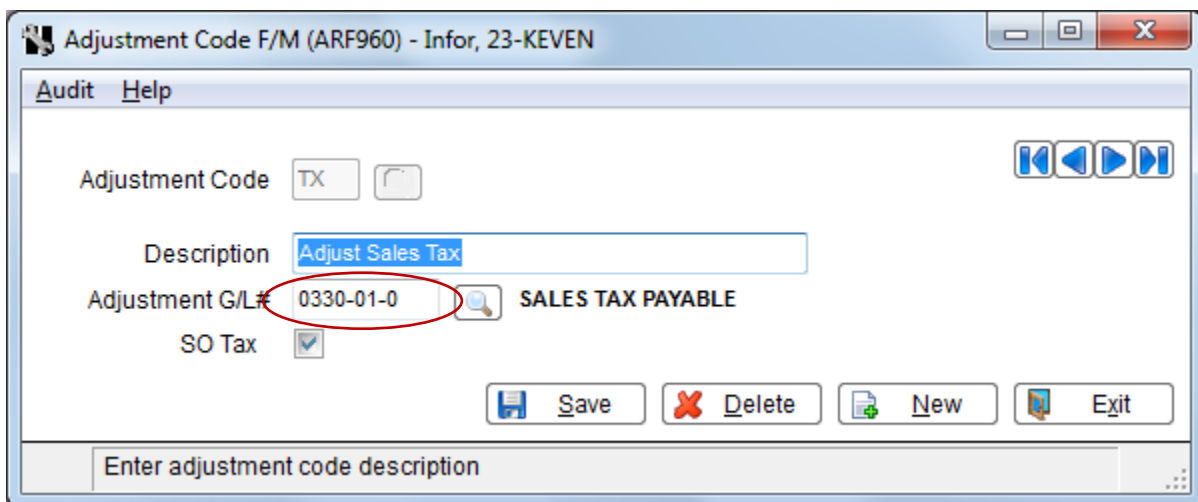 Adjustment Code F/M (ARF960) - Infor, 23-KEVEN
Audit Help
Adjustment Code TX
Description Adjust Sales Tax
Adjustment G/L# 0330-01-0 SALES TAX PAYABLE
SO Tax
Save Delete New Exit
Enter adjustment code description